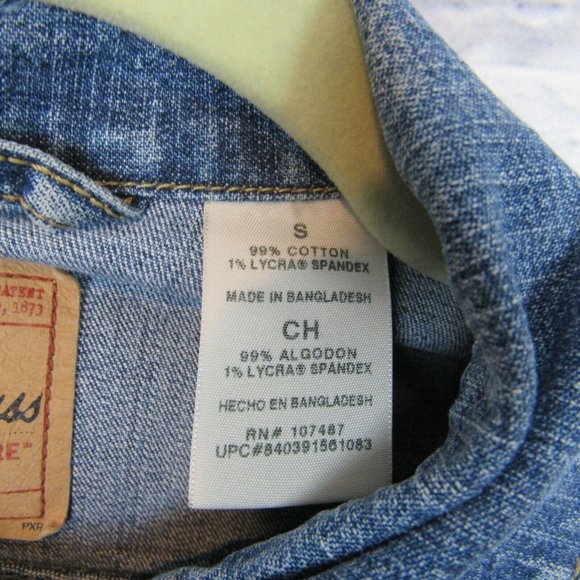 S
99% COTTON
1% LYCRA® SPANDEX
MADE IN BANGLADESH
CH
99% ALGODON
1% LYCRA® SPANDEX
HECHO EN BANGLADESH
RN# 107487
UPC#840391561083
1873
PXR